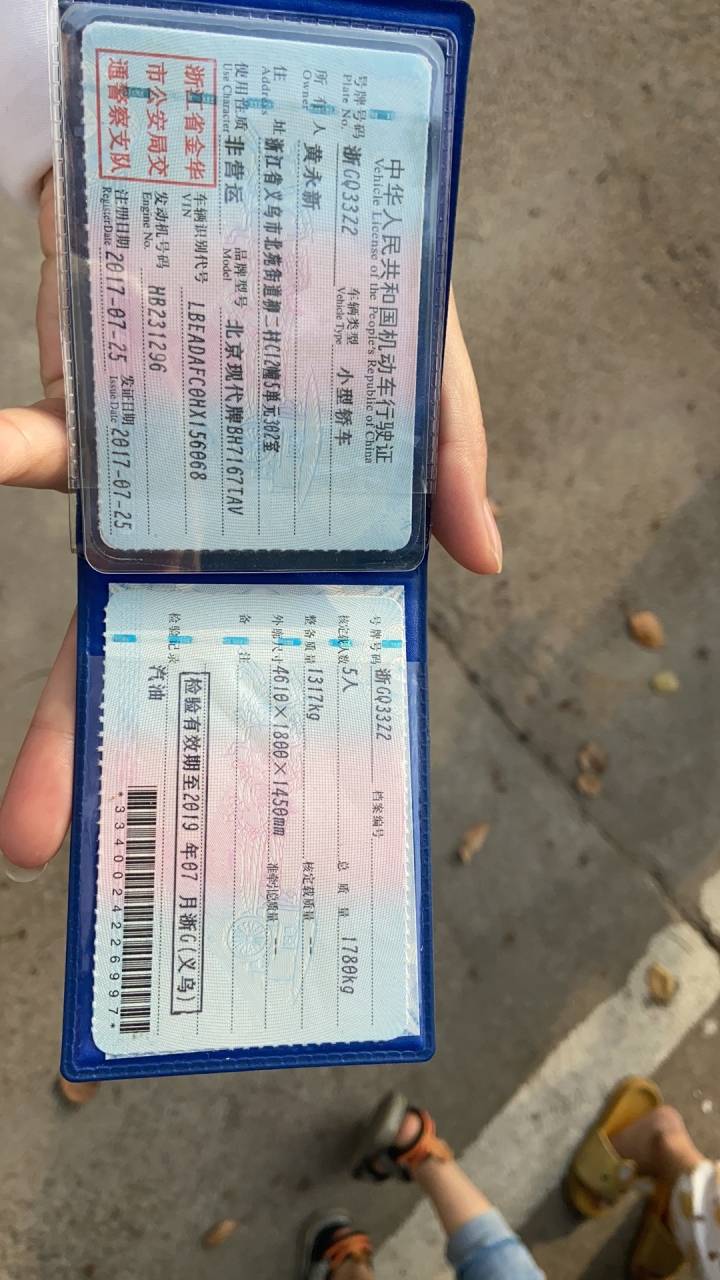 中华人民共和国机动车行驶证
Vehicle License of the People's Republic of China
号牌号码 浙GQ33Z2 车辆类型 小型轿车
Plate No. Vehicle Type
所有人 黄永新
Owner
住址 浙江省义乌市北苑街道柳二村C12幢5单元302室
Address
使用性质 非营运 品牌型号 北京现代牌BH7167TAV
Use Character Model
浙江省金华
市公安局交
通警察支队
车辆识别代号 LBEADAFC0HX156068
VIN
发动机号码 HB231296
Engine No.
注册日期 2017-07-25 发证日期 2017-07-25
Register Date Issue Date
号牌号码 浙GQ33Z2 档案编号
核定载人数 5人 总质量 1780kg
整备质量 1317kg 核定载质量 --
外廓尺寸 4610×1800×1450mm 准牵引总质量 --
备注
检验有效期至2019年07月浙G(义乌)
检验记录
汽油
*3340024226997*